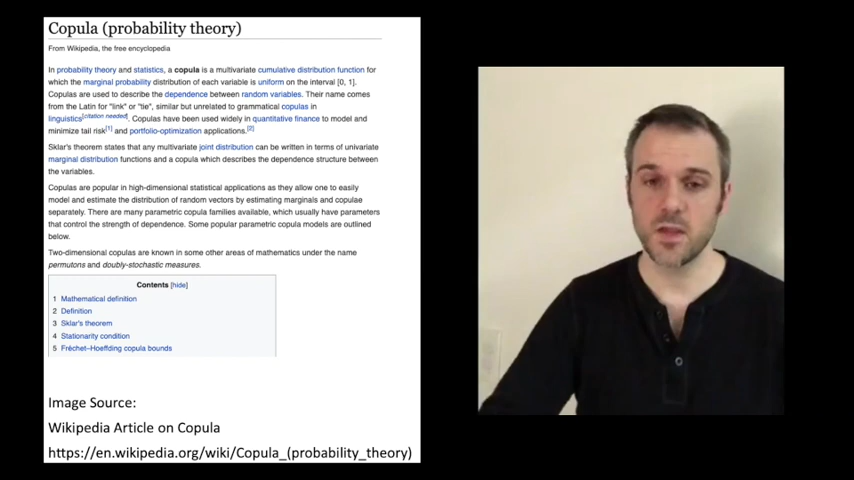 Copula (probability theory)
From Wikipedia, the free encyclopedia
In probability theory and statistics, a copula is a multivariate cumulative distribution function for
which the marginal probability distribution of each variable is uniform on the interval [0, 1].
Copulas are used to describe the dependence between random variables. Their name comes
from the Latin for "link" or "tie", similar but unrelated to grammatical copulas in
linguistics[citation needed]. Copulas have been used widely in quantitative finance to model and
minimize tail risk[1] and portfolio-optimization applications.[2]
Sklar's theorem states that any multivariate joint distribution can be written in terms of univariate
marginal distribution functions and a copula which describes the dependence structure between
the variables.
Copulas are popular in high-dimensional statistical applications as they allow one to easily
model and estimate the distribution of random vectors by estimating marginals and copulae
separately. There are many parametric copula families available, which usually have parameters
that control the strength of dependence. Some popular parametric copula models are outlined
below.
Two-dimensional copulas are known in some other areas of mathematics under the name
permutons and doubly-stochastic measures.
Contents [hide]
1 Mathematical definition
2 Definition
3 Sklar's theorem
4 Stationarity condition
5 Fréchet–Hoeffding copula bounds
Image Source:
Wikipedia Article on Copula
https://en.wikipedia.org/wiki/Copula_(probability_theory)